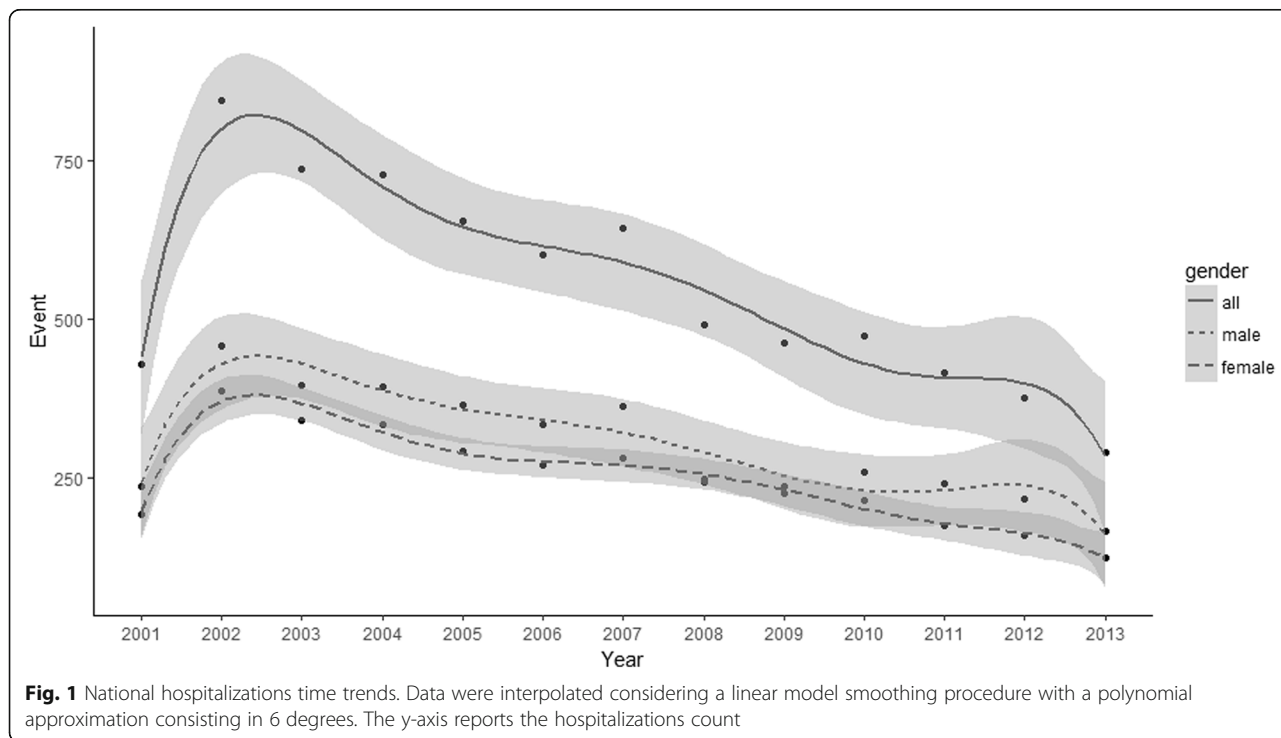 750
500
250
Event
2001 2002 2003 2004 2005 2006 2007 2008 2009 2010 2011 2012 2013
Year
gender
all
male
female
Fig. 1 National hospitalizations time trends. Data were interpolated considering a linear model smoothing procedure with a polynomial
approximation consisting in 6 degrees. The y-axis reports the hospitalizations count